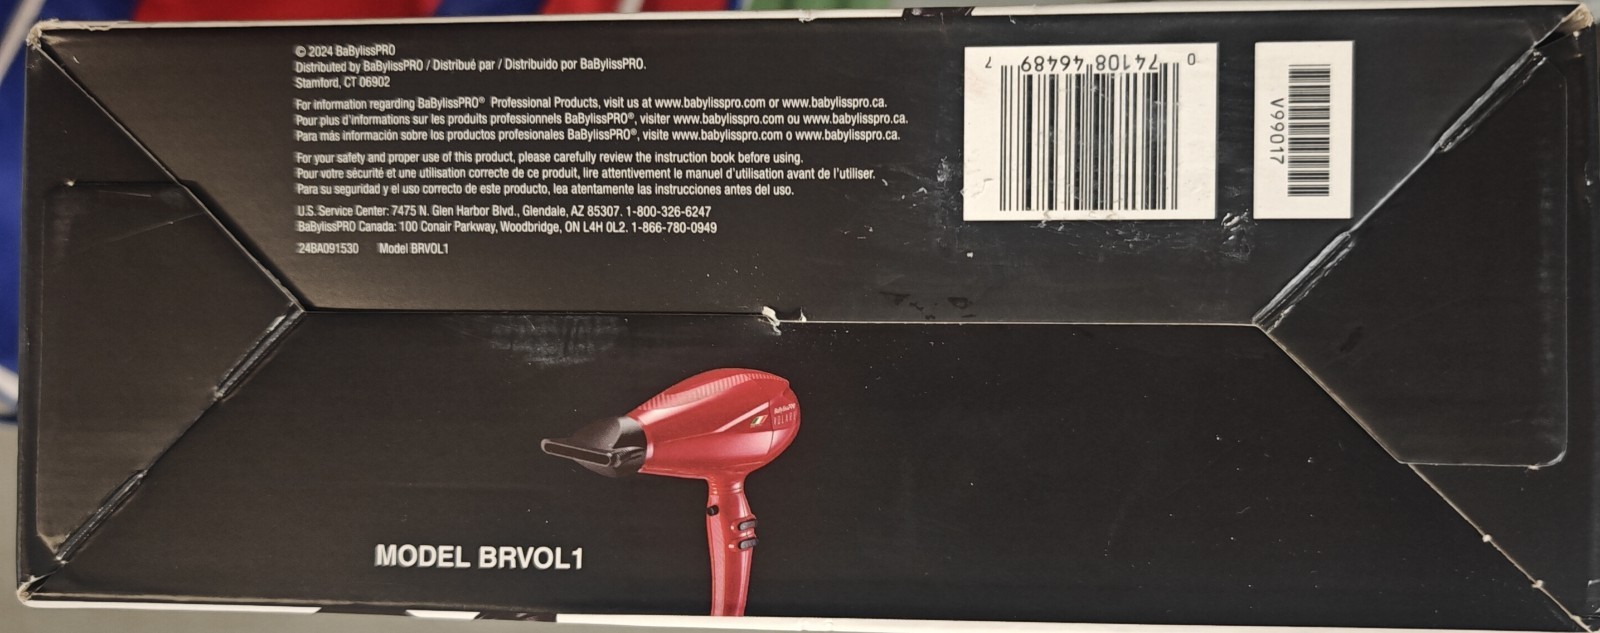 © 2024 BaBylissPRO
Distributed by BaBylissPRO / Distribué par / Distribuido por BaBylissPRO.
Stamford, CT 06902
For information regarding BaBylissPRO® Professional Products, visit us at www.babylisspro.com or www.babylisspro.ca.
Pour plus d'informations sur les produits professionnels BaBylissPRO®, visiter www.babylisspro.com ou www.babylisspro.ca.
Para más información sobre los productos profesionales BaBylissPRO®, visite www.babylisspro.com o www.babylisspro.ca.
For your safety and proper use of this product, please carefully review the instruction book before using.
Pour votre sécurité et une utilisation correcte de ce produit, lire attentivement le manuel d'utilisation avant de l'utiliser.
Para su seguridad y el uso correcto de este producto, lea atentamente las instrucciones antes del uso.
U.S. Service Center: 7475 N. Glen Harbor Blvd., Glendale, AZ 85307. 1-800-326-6247
BaBylissPRO Canada: 100 Conair Parkway, Woodbridge, ON L4H 0L2. 1-866-780-0949
24BA091530 Model BRVOL1
0 74108 46489 7
V99017
BaBylissPRO
MODEL BRVOL1